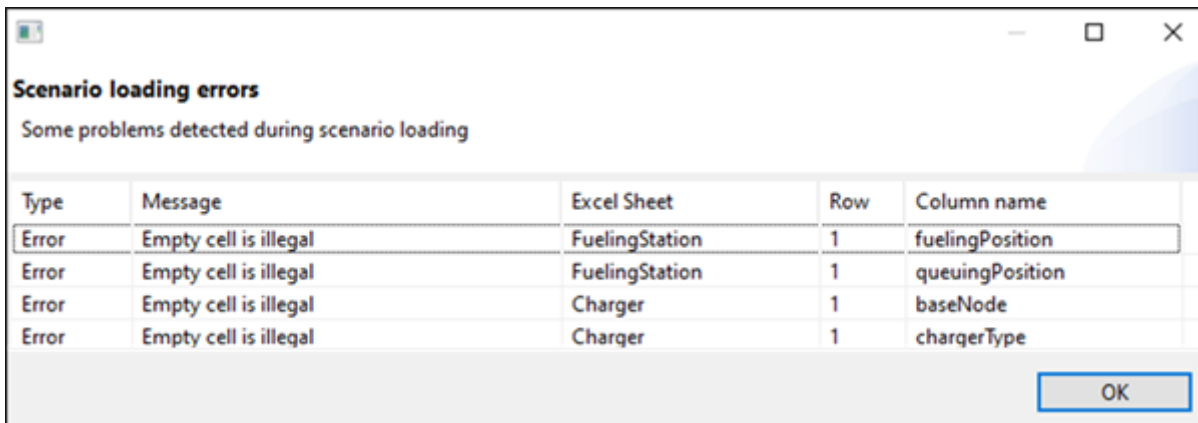 Scenario loading errors
Some problems detected during scenario loading
Type Message Excel Sheet Row Column name
Error Empty cell is illegal FuelingStation 1 fuelingPosition
Error Empty cell is illegal FuelingStation 1 queuingPosition
Error Empty cell is illegal Charger 1 baseNode
Error Empty cell is illegal Charger 1 chargerType
OK